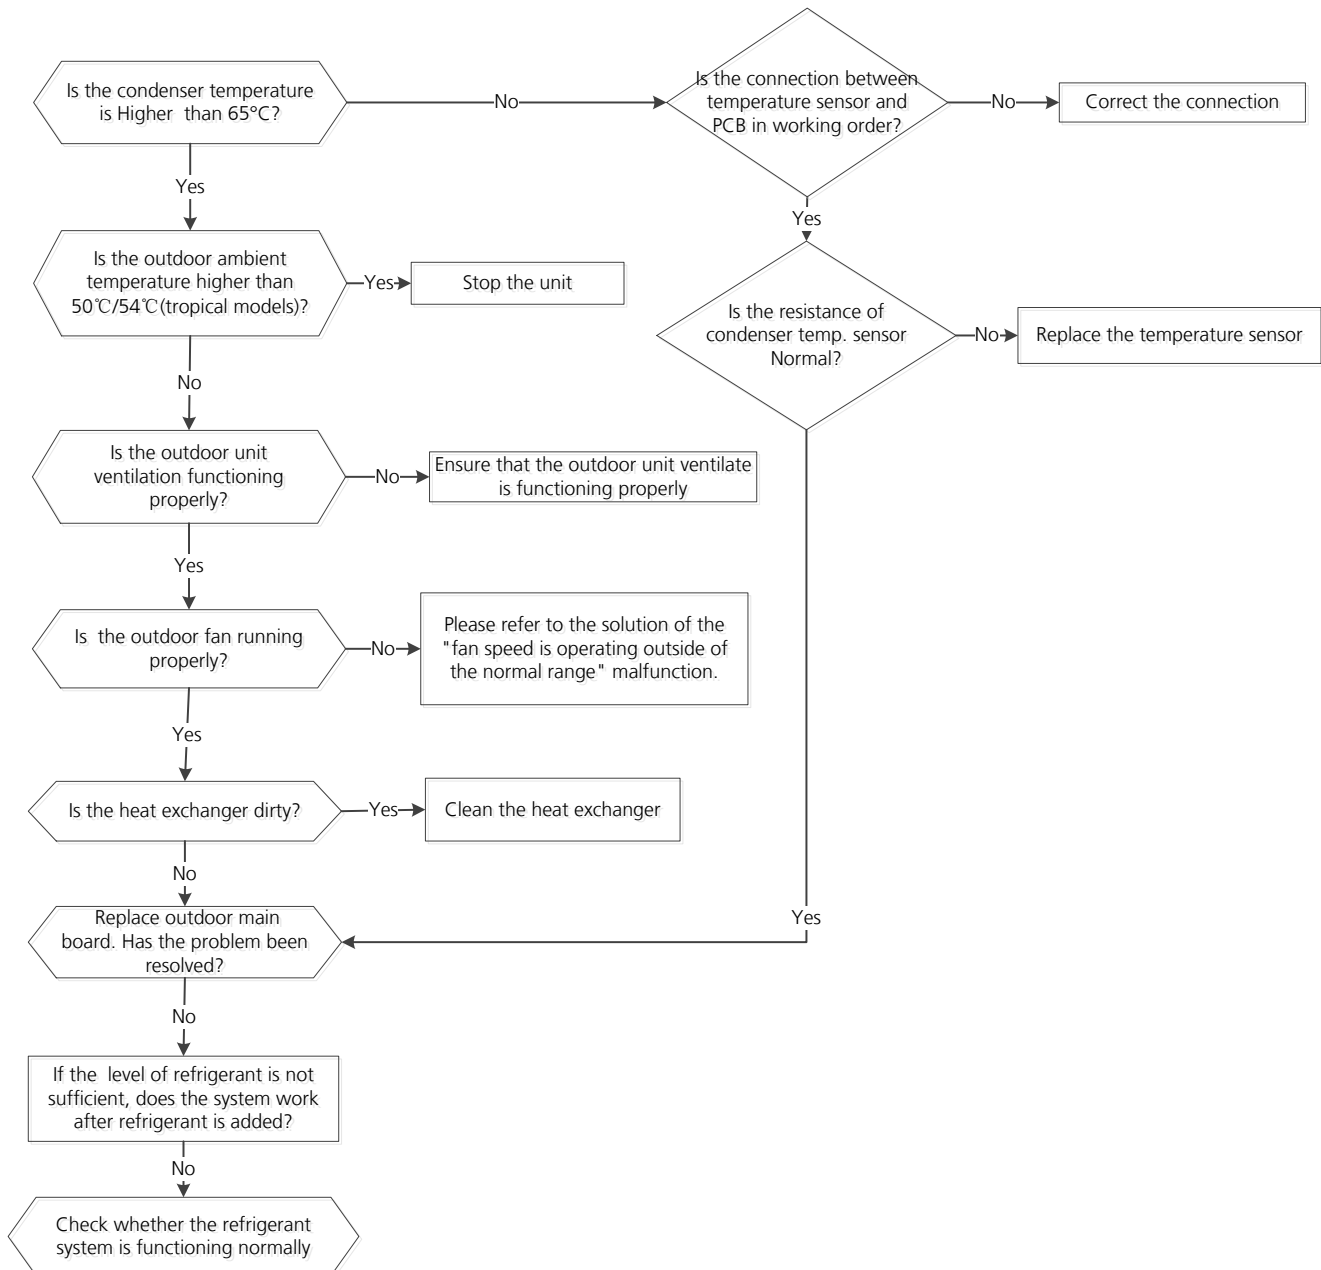 Is the condenser temperature
is Higher  than 65°C?
No
Is the connection between
temperature sensor and
PCB in working order?
No
Correct the connection
Yes
Yes
Is the outdoor ambient
temperature higher than
50℃/54℃(tropical models)?
Yes
Stop the unit
Is the resistance of
condenser temp. sensor
Normal?
No
Replace the temperature sensor
No
Is the outdoor unit
ventilation functioning
properly?
No
Ensure that the outdoor unit ventilate
is functioning properly
Yes
Is  the outdoor fan running
properly?
No
Please refer to the solution of the
"fan speed is operating outside of
the normal range" malfunction.
Yes
Is the heat exchanger dirty?
Yes
Clean the heat exchanger
No
Yes
Replace outdoor main
board. Has the problem been
resolved?
No
If the  level of refrigerant is not
sufficient, does the system work
after refrigerant is added?
No
Check whether the refrigerant
system is functioning normally